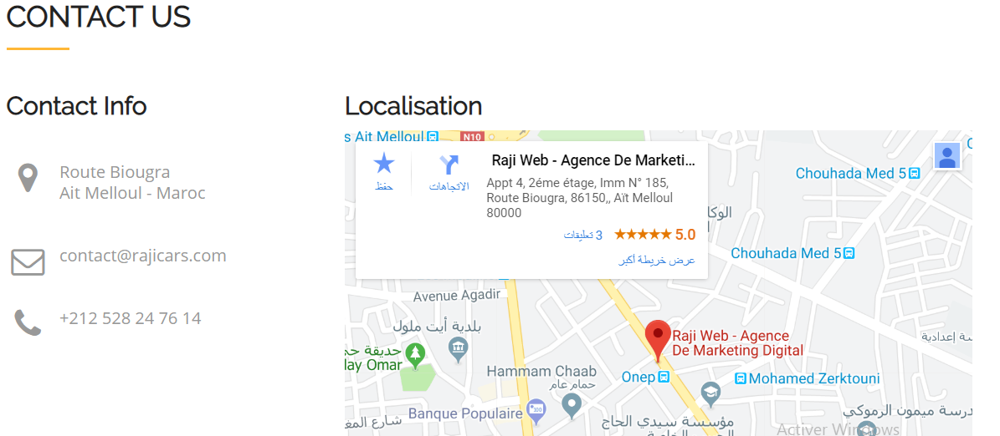 CONTACT US
Contact Info
Route Biougra
Ait Melloul - Maroc
contact@rajicars.com
+212 528 24 76 14
Localisation
s Ait Melloul
N10
حفظ
الاتجاهات
Raji Web - Agence De Marketi...
Appt 4, 2éme étage, Imm N° 185,
Route Biougra, 86150,, Aït Melloul
80000
3 تعليقات
5.0
عرض خريطة أكبر
Chouhada Med 5
الوكا
Chouhada Med 5
Avenue Agadir
بلدية أيت ملول
حديقة حي
lay Omar
Raji Web - Agence
De Marketing Digital
سة إعدادية
Hammam Chaab
حمام عام
Onep
Mohamed Zerktouni
Banque Populaire
شارع المغ
مؤسسة سيدي الحاج
درسة ميمون الرموكي
Activer Windows